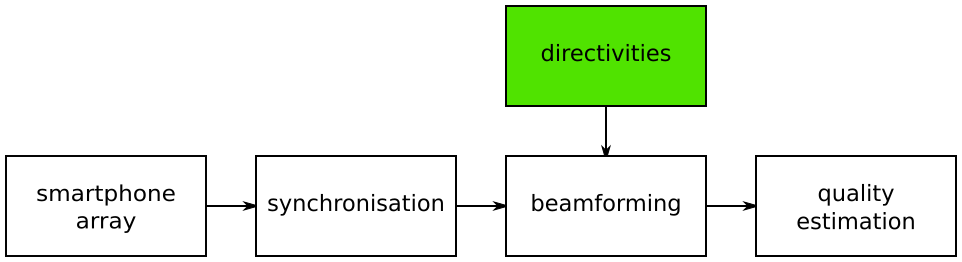 directivities
smartphone
array
synchronisation
beamforming
quality
estimation